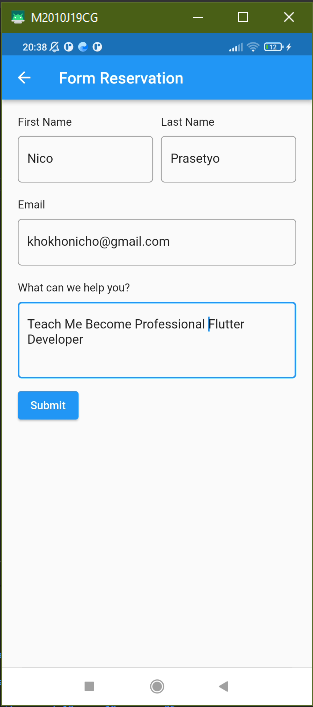 M2010J19CG
20:38
12
Form Reservation
First Name
Last Name
Nico
Prasetyo
Email
khokhonicho@gmail.com
What can we help you?
Teach Me Become Professional Flutter
Developer
Submit